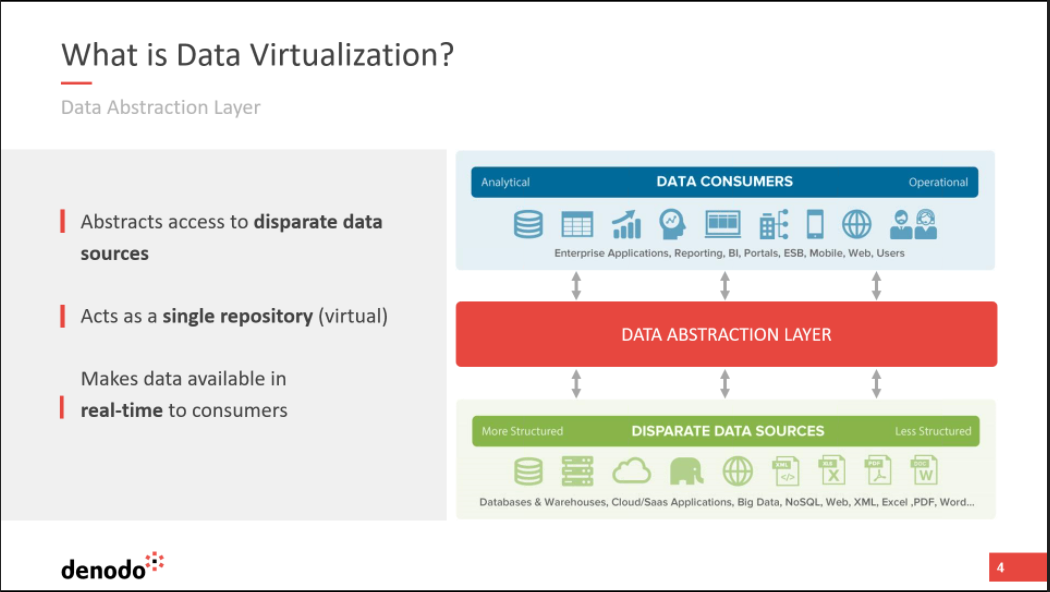 What is Data Virtualization?
Data Abstraction Layer
Abstracts access to disparate data
sources
Acts as a single repository (virtual)
Makes data available in
real-time to consumers
Analytical DATA CONSUMERS Operational
Enterprise Applications, Reporting, BI, Portals, ESB, Mobile, Web, Users
DATA ABSTRACTION LAYER
More Structured DISPARATE DATA SOURCES Less Structured
XML XLS PDF DOC
</> X W
Databases & Warehouses, Cloud/Saas Applications, Big Data, NoSQL, Web, XML, Excel ,PDF, Word...
denodo
4